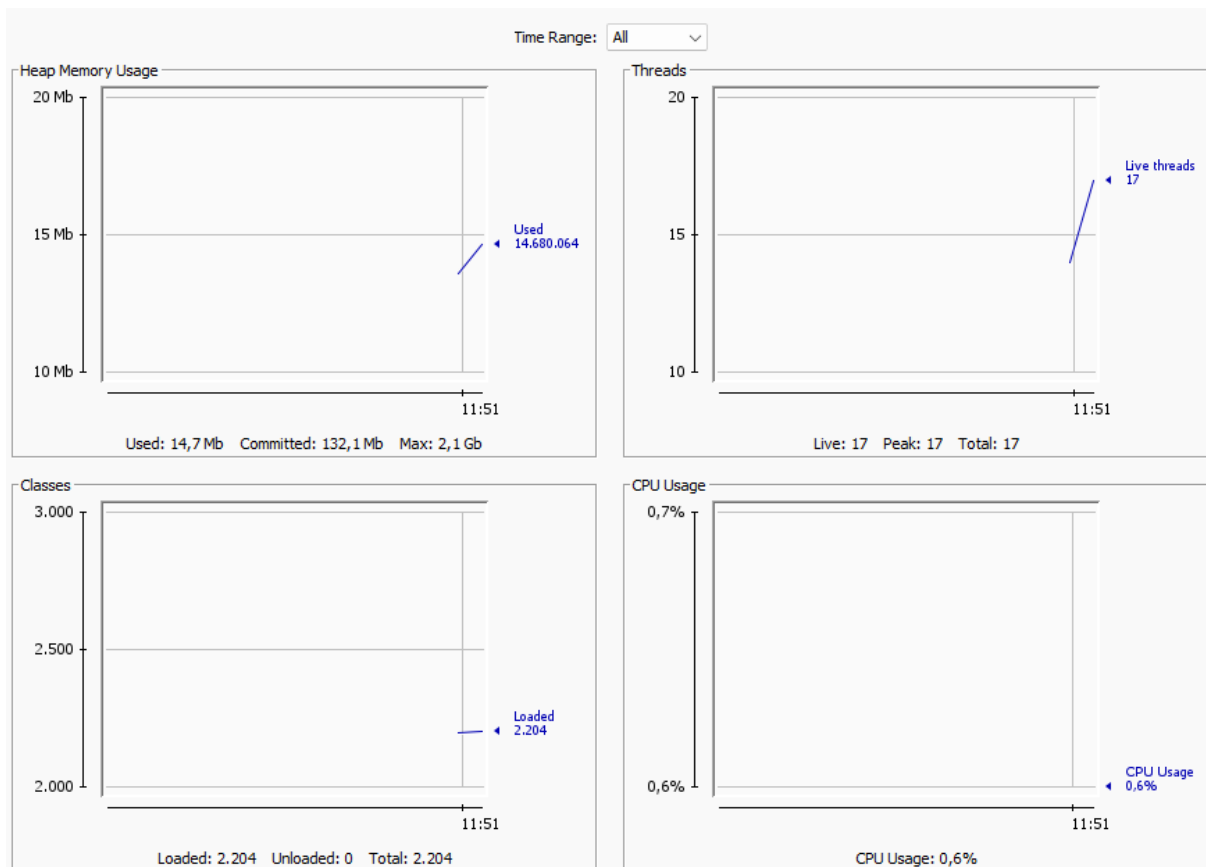 Time Range: All
Heap Memory Usage
20 Mb
15 Mb
10 Mb
Used
14.680.064
11:51
Used: 14,7 Mb Committed: 132,1 Mb Max: 2,1 Gb
Threads
20
15
10
Live threads
17
11:51
Live: 17 Peak: 17 Total: 17
Classes
3.000
2.500
2.000
Loaded
2.204
11:51
Loaded: 2.204 Unloaded: 0 Total: 2.204
CPU Usage
0,7%
0,6%
CPU Usage
0,6%
11:51
CPU Usage: 0,6%